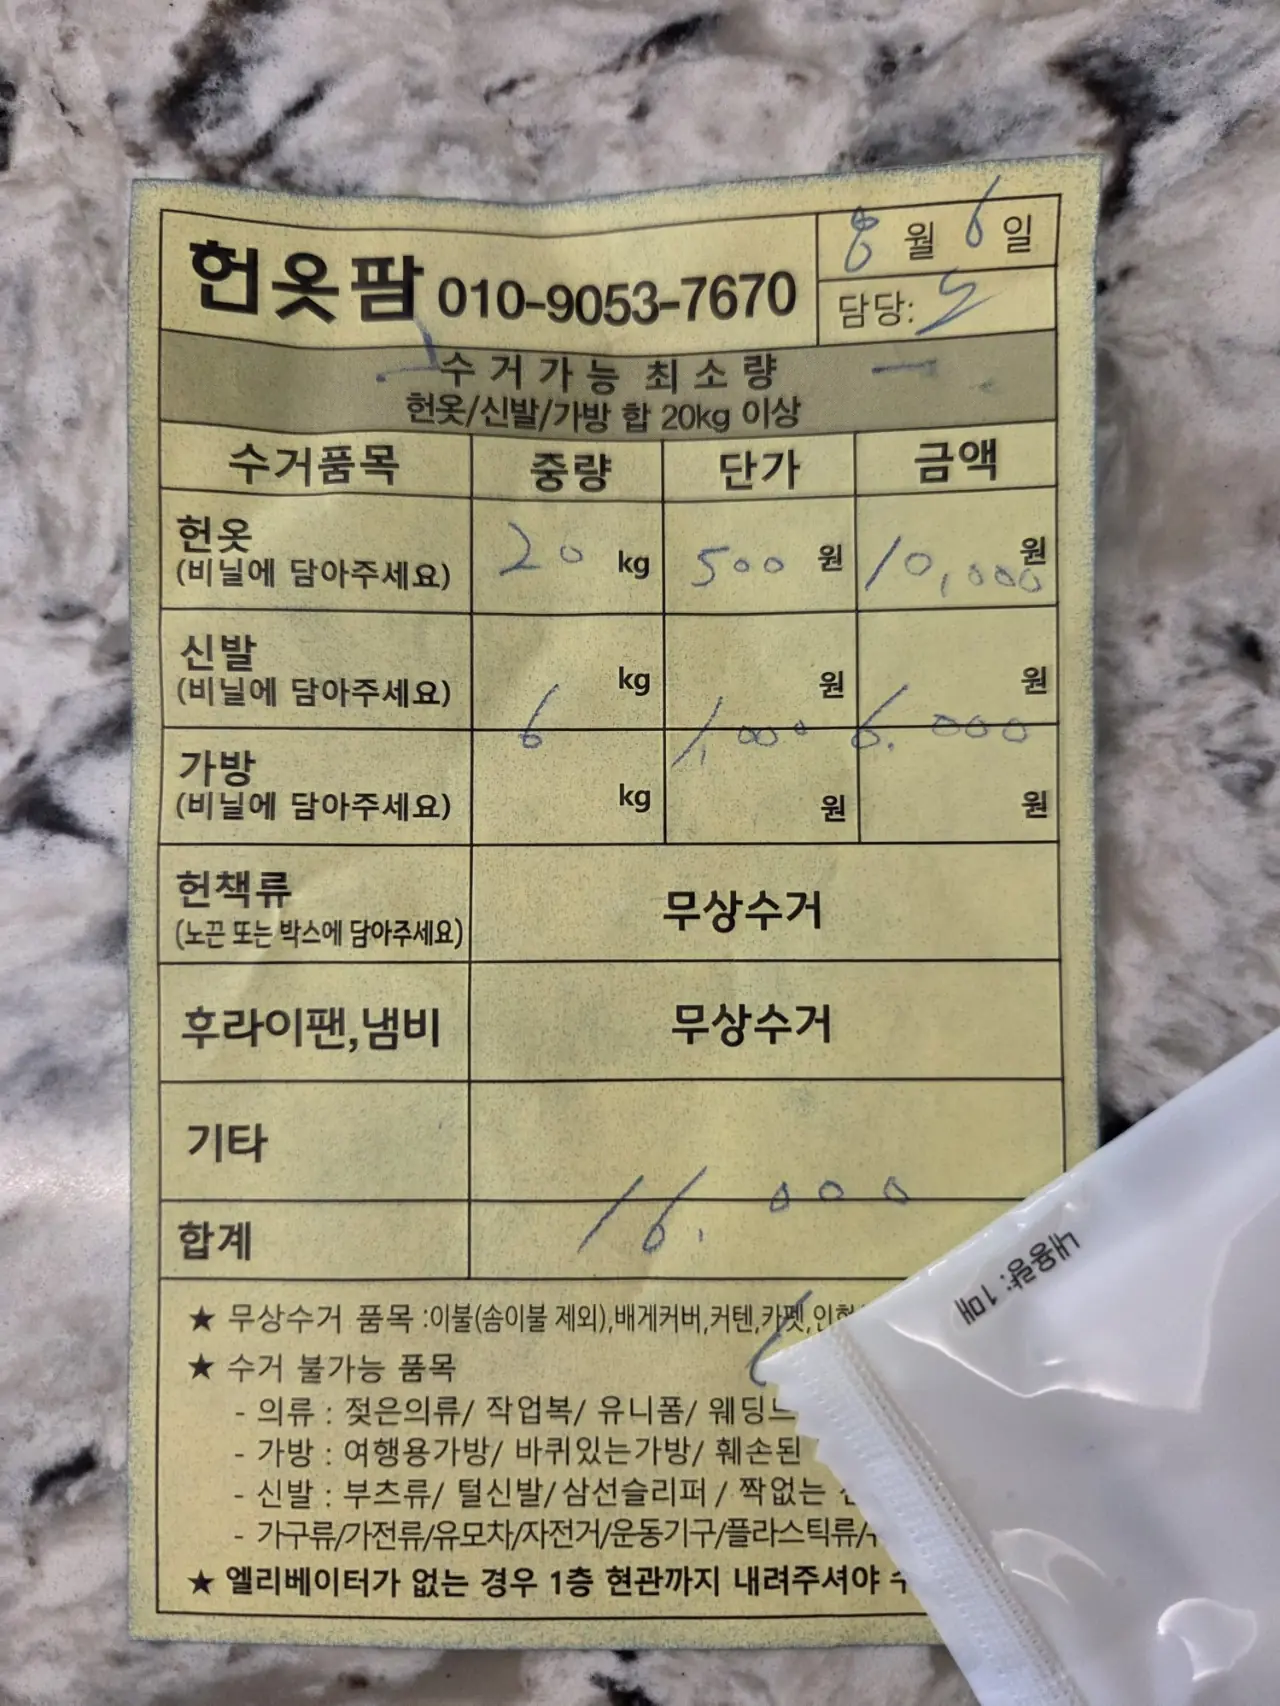 헌옷팜 010-9053-7670
8월 6일
담당:
수거가능 최소량
헌옷/신발/가방 합 20kg 이상
수거품목 중량 단가 금액
헌옷
(비닐에 담아주세요)
20 kg 500 원 10,000 원
신발
(비닐에 담아주세요)
kg 원 원
6 1,000 6.000
가방
(비닐에 담아주세요)
kg 원 원
헌책류
(노끈 또는 박스에 담아주세요)
무상수거
후라이팬,냄비 무상수거
기타
합계 16.000
★ 무상수거 품목 :이불(솜이불 제외),배게커버,커텐,카펫,
★ 수거 불가능 품목
- 의류 : 젖은의류/ 작업복/ 유니폼/
- 가방 : 여행용가방/ 바퀴있는가방/ 훼손된
- 신발 : 부츠류/ 털신발/ 삼선슬리퍼 / 짝없는
- 가구류/가전류/유모차/자전거/운동기구/플라스틱류/
★ 엘리베이터가 없는 경우 1층 현관까지 내려주셔야
내용량: 1매